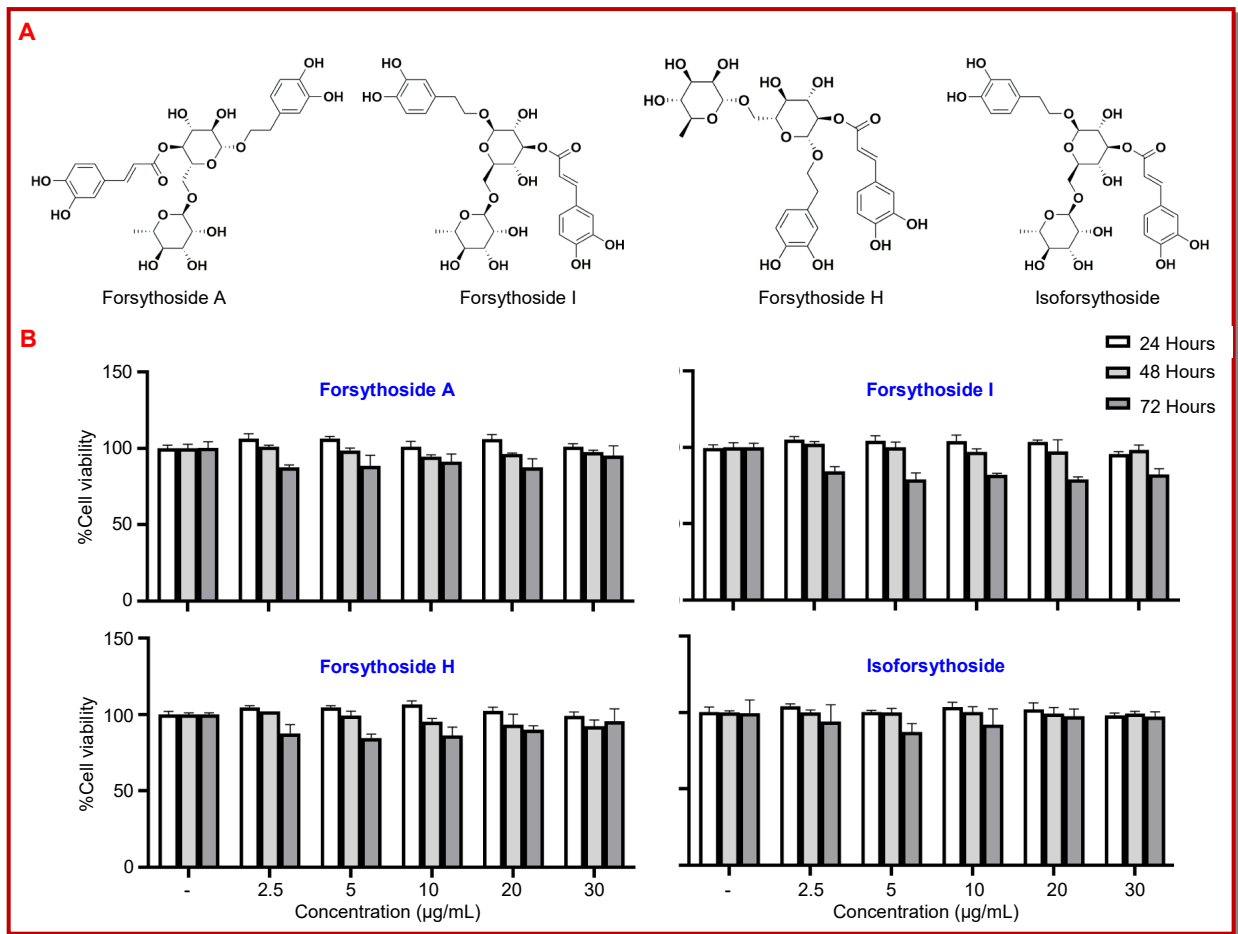 A
Forsythoside A
Forsythoside I
Forsythoside H
Isoforsythoside
OH
OH
HO
OH
O
O
O
O
O
HO
HO
O
O
OH
HO
OH
HO
HO
O
OH
O
O
O
OH
O
O
OH
HO
OH
OH
OH
HO
OH
HO
O
O
HO
OH
O
O
O
O
O
OH
OH
HO
OH
HO
HO
O
OH
O
O
O
OH
O
O
OH
HO
OH
OH
OH
B
24 Hours
48 Hours
72 Hours
Forsythoside A
150
100
50
0
%Cell viability
Forsythoside I
Forsythoside H
150
100
50
0
%Cell viability
- 2.5 5 10 20 30
Concentration (μg/mL)
Isoforsythoside
- 2.5 5 10 20 30
Concentration (μg/mL)